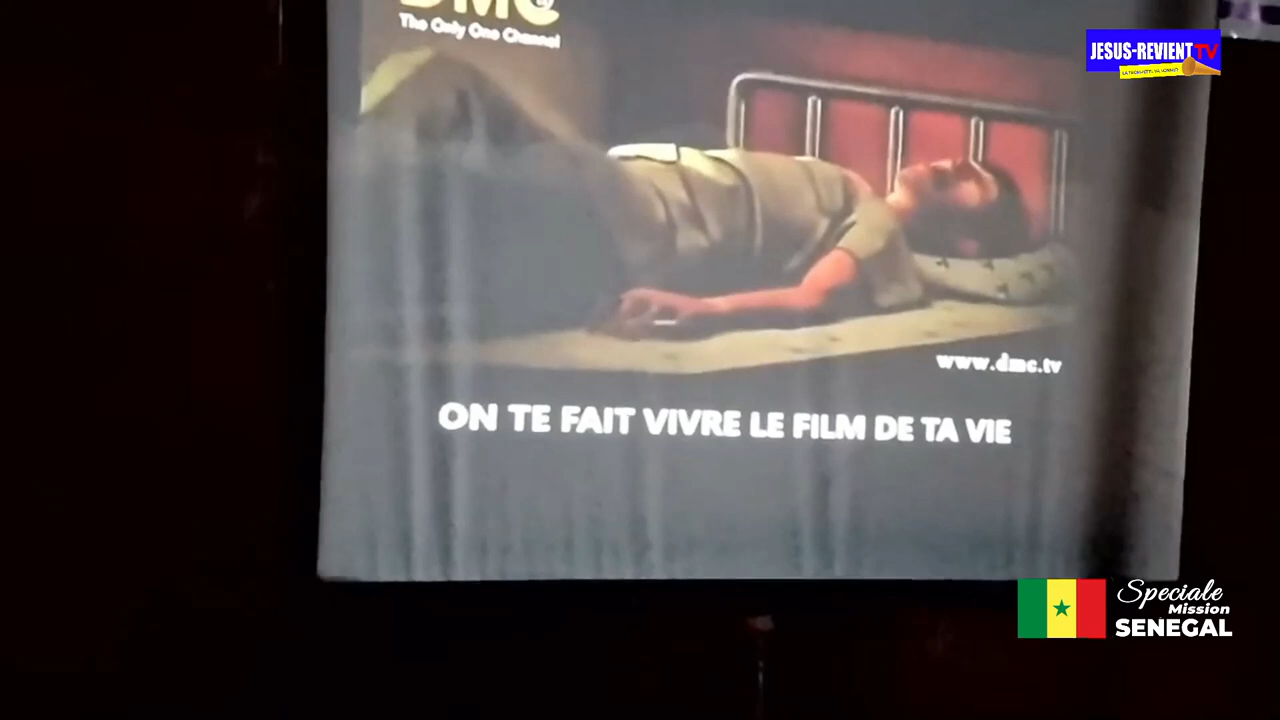 DMC
The Only One Channel
JESUS-REVIENT TV
www.dmc.tv
ON TE FAIT VIVRE LE FILM DE TA VIE
Speciale
Mission
SENEGAL